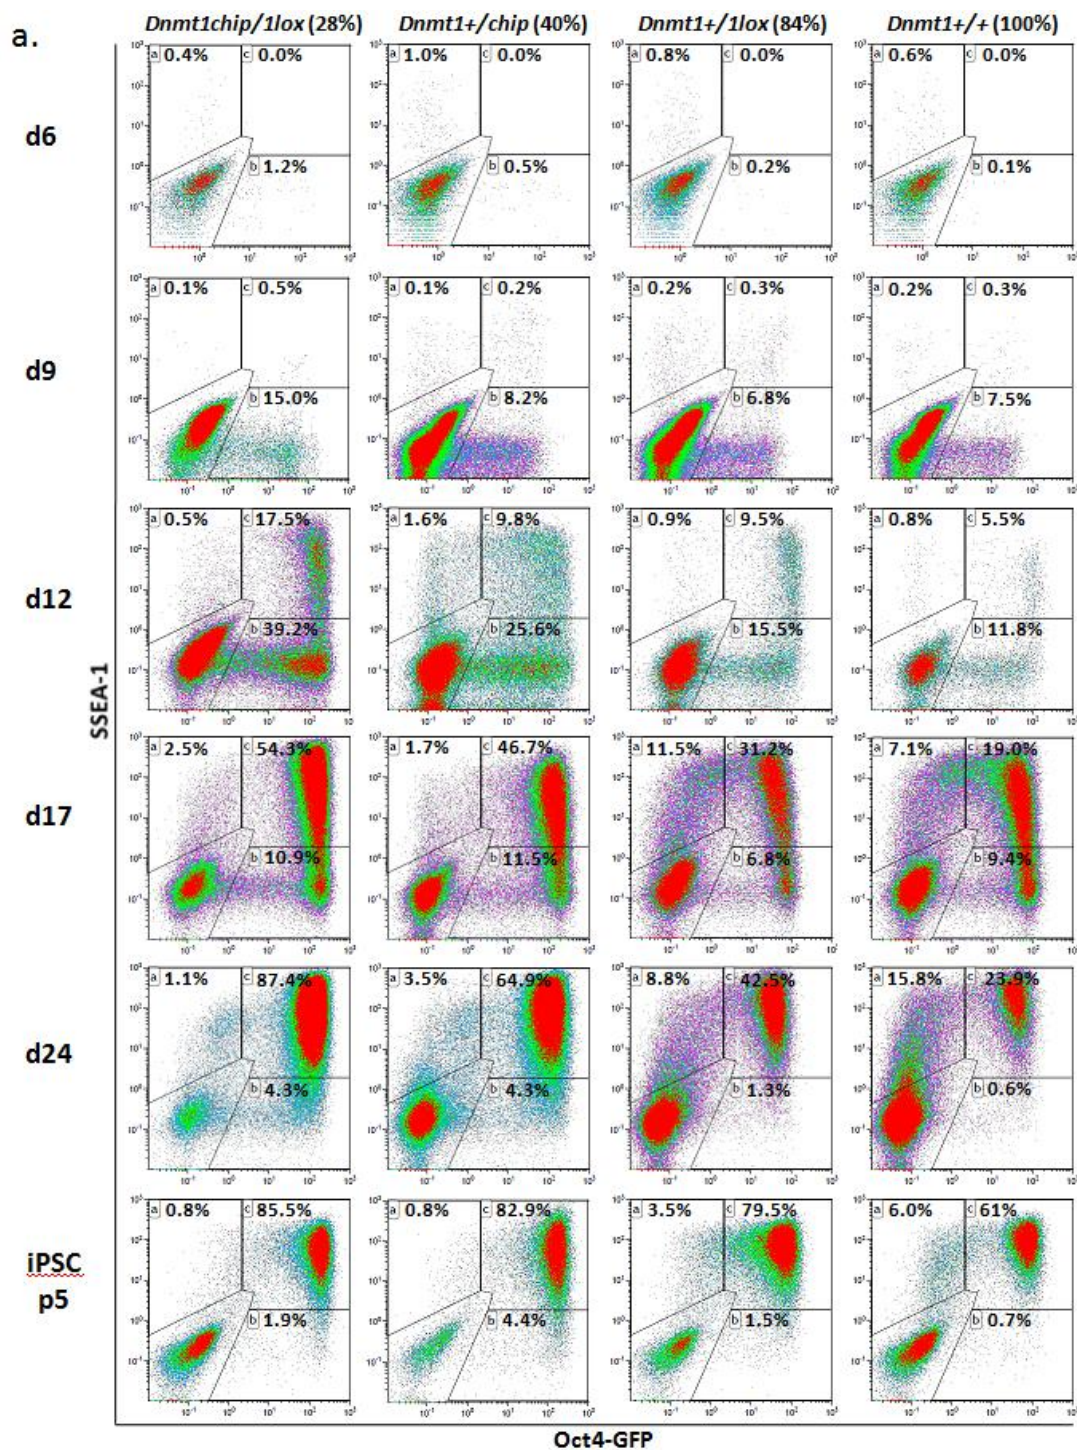 a.
Dnmt1chip/1lox (28%) Dnmt1+/chip (40%) Dnmt1+/1lox (84%) Dnmt1+/+ (100%)
d6
a 0.4% c 0.0% b 1.2%
a 1.0% c 0.0% b 0.5%
a 0.8% c 0.0% b 0.2%
a 0.6% c 0.0% b 0.1%
d9
a 0.1% c 0.5% b 15.0%
a 0.1% c 0.2% b 8.2%
a 0.2% c 0.3% b 6.8%
a 0.2% c 0.3% b 7.5%
d12
a 0.5% c 17.5% b 39.2%
a 1.6% c 9.8% b 25.6%
a 0.9% c 9.5% b 15.5%
a 0.8% c 5.5% b 11.8%
SSEA-1
d17
a 2.5% c 54.3% b 10.9%
a 1.7% c 46.7% b 11.5%
a 11.5% c 31.2% b 6.8%
a 7.1% c 19.0% b 9.4%
d24
a 1.1% c 87.4% b 4.3%
a 3.5% c 64.9% b 4.3%
a 8.8% c 42.5% b 1.3%
a 15.8% c 23.9% b 0.6%
iPSC
p5
a 0.8% c 85.5% b 1.9%
a 0.8% c 82.9% b 4.4%
a 3.5% c 79.5% b 1.5%
a 6.0% c 61% b 0.7%
Oct4-GFP